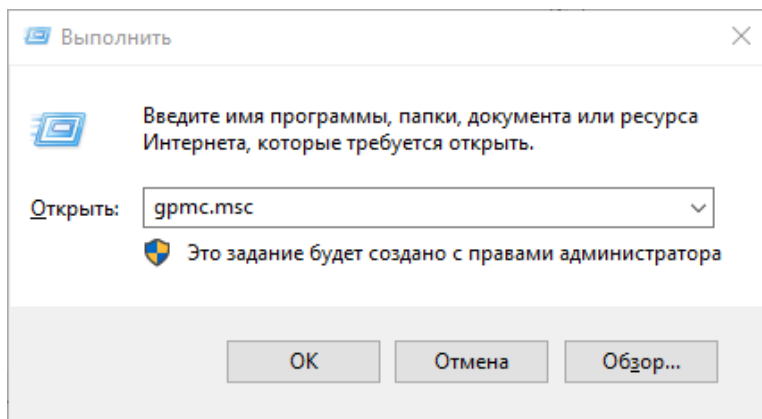 Выполнить
Введите имя программы, папки, документа или ресурса
Интернета, которые требуется открыть.
Открыть: gpmc.msc
Это задание будет создано с правами администратора
OK Отмена Обзор...